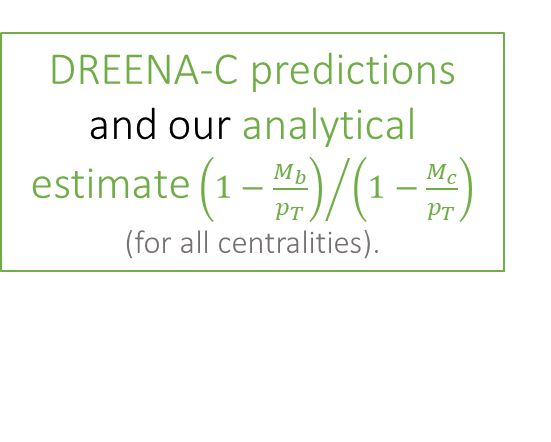 DREENA-C predictions
and our analytical
estimate (1 − M_b/p_T)/(1 − M_c/p_T)
(for all centralities).